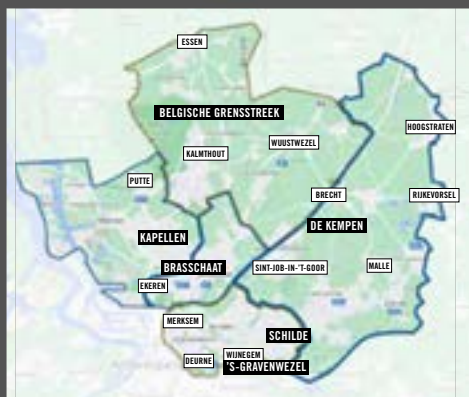 ESSEN
BELGISCHE GRENSSTREEK
HOOGSTRATEN
WUUSTWEZEL
KALMTHOUT
PUTTE
BRECHT
RIJKEVORSEL
DE KEMPEN
KAPELLEN
BRASSCHAAT
SINT-JOB-IN-'T-GOOR
MALLE
EKEREN
MERKSEM
SCHILDE
WIJNEGEM
DEURNE
'S-GRAVENWEZEL